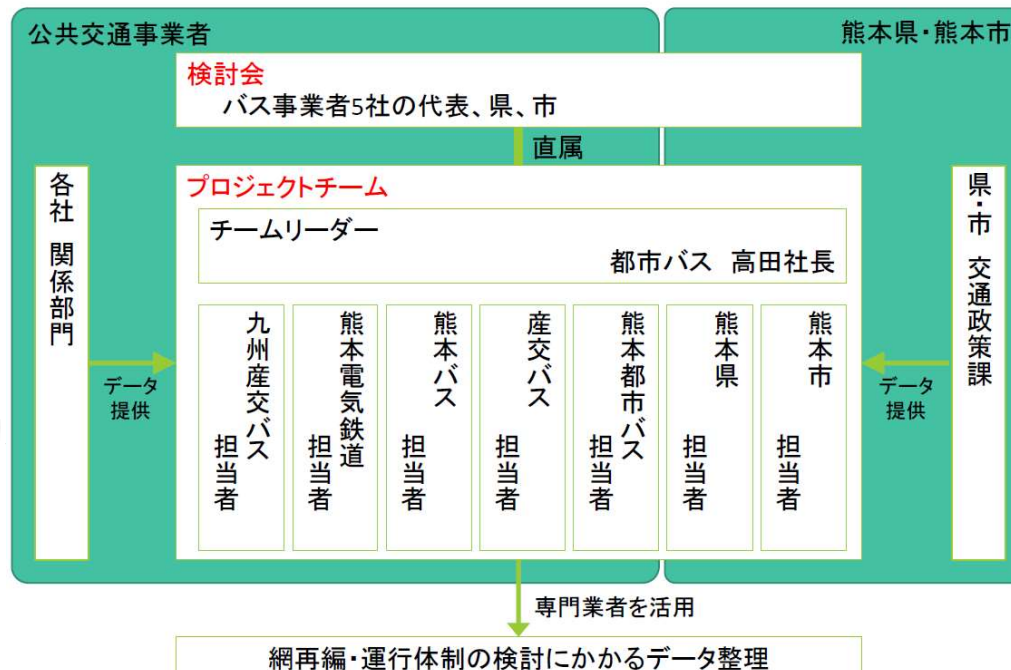 公共交通事業者
熊本県・熊本市
検討会
バス事業者5社の代表、県、市
直属
各社 関係部門
プロジェクトチーム
チームリーダー
都市バス 高田社長
九州産交バス
担当者
熊本電気鉄道
担当者
熊本バス
担当者
産交バス
担当者
熊本都市バス
担当者
熊本県
担当者
熊本市
担当者
県・市 交通政策課
データ
提供
データ
提供
専門業者を活用
網再編・運行体制の検討にかかるデータ整理